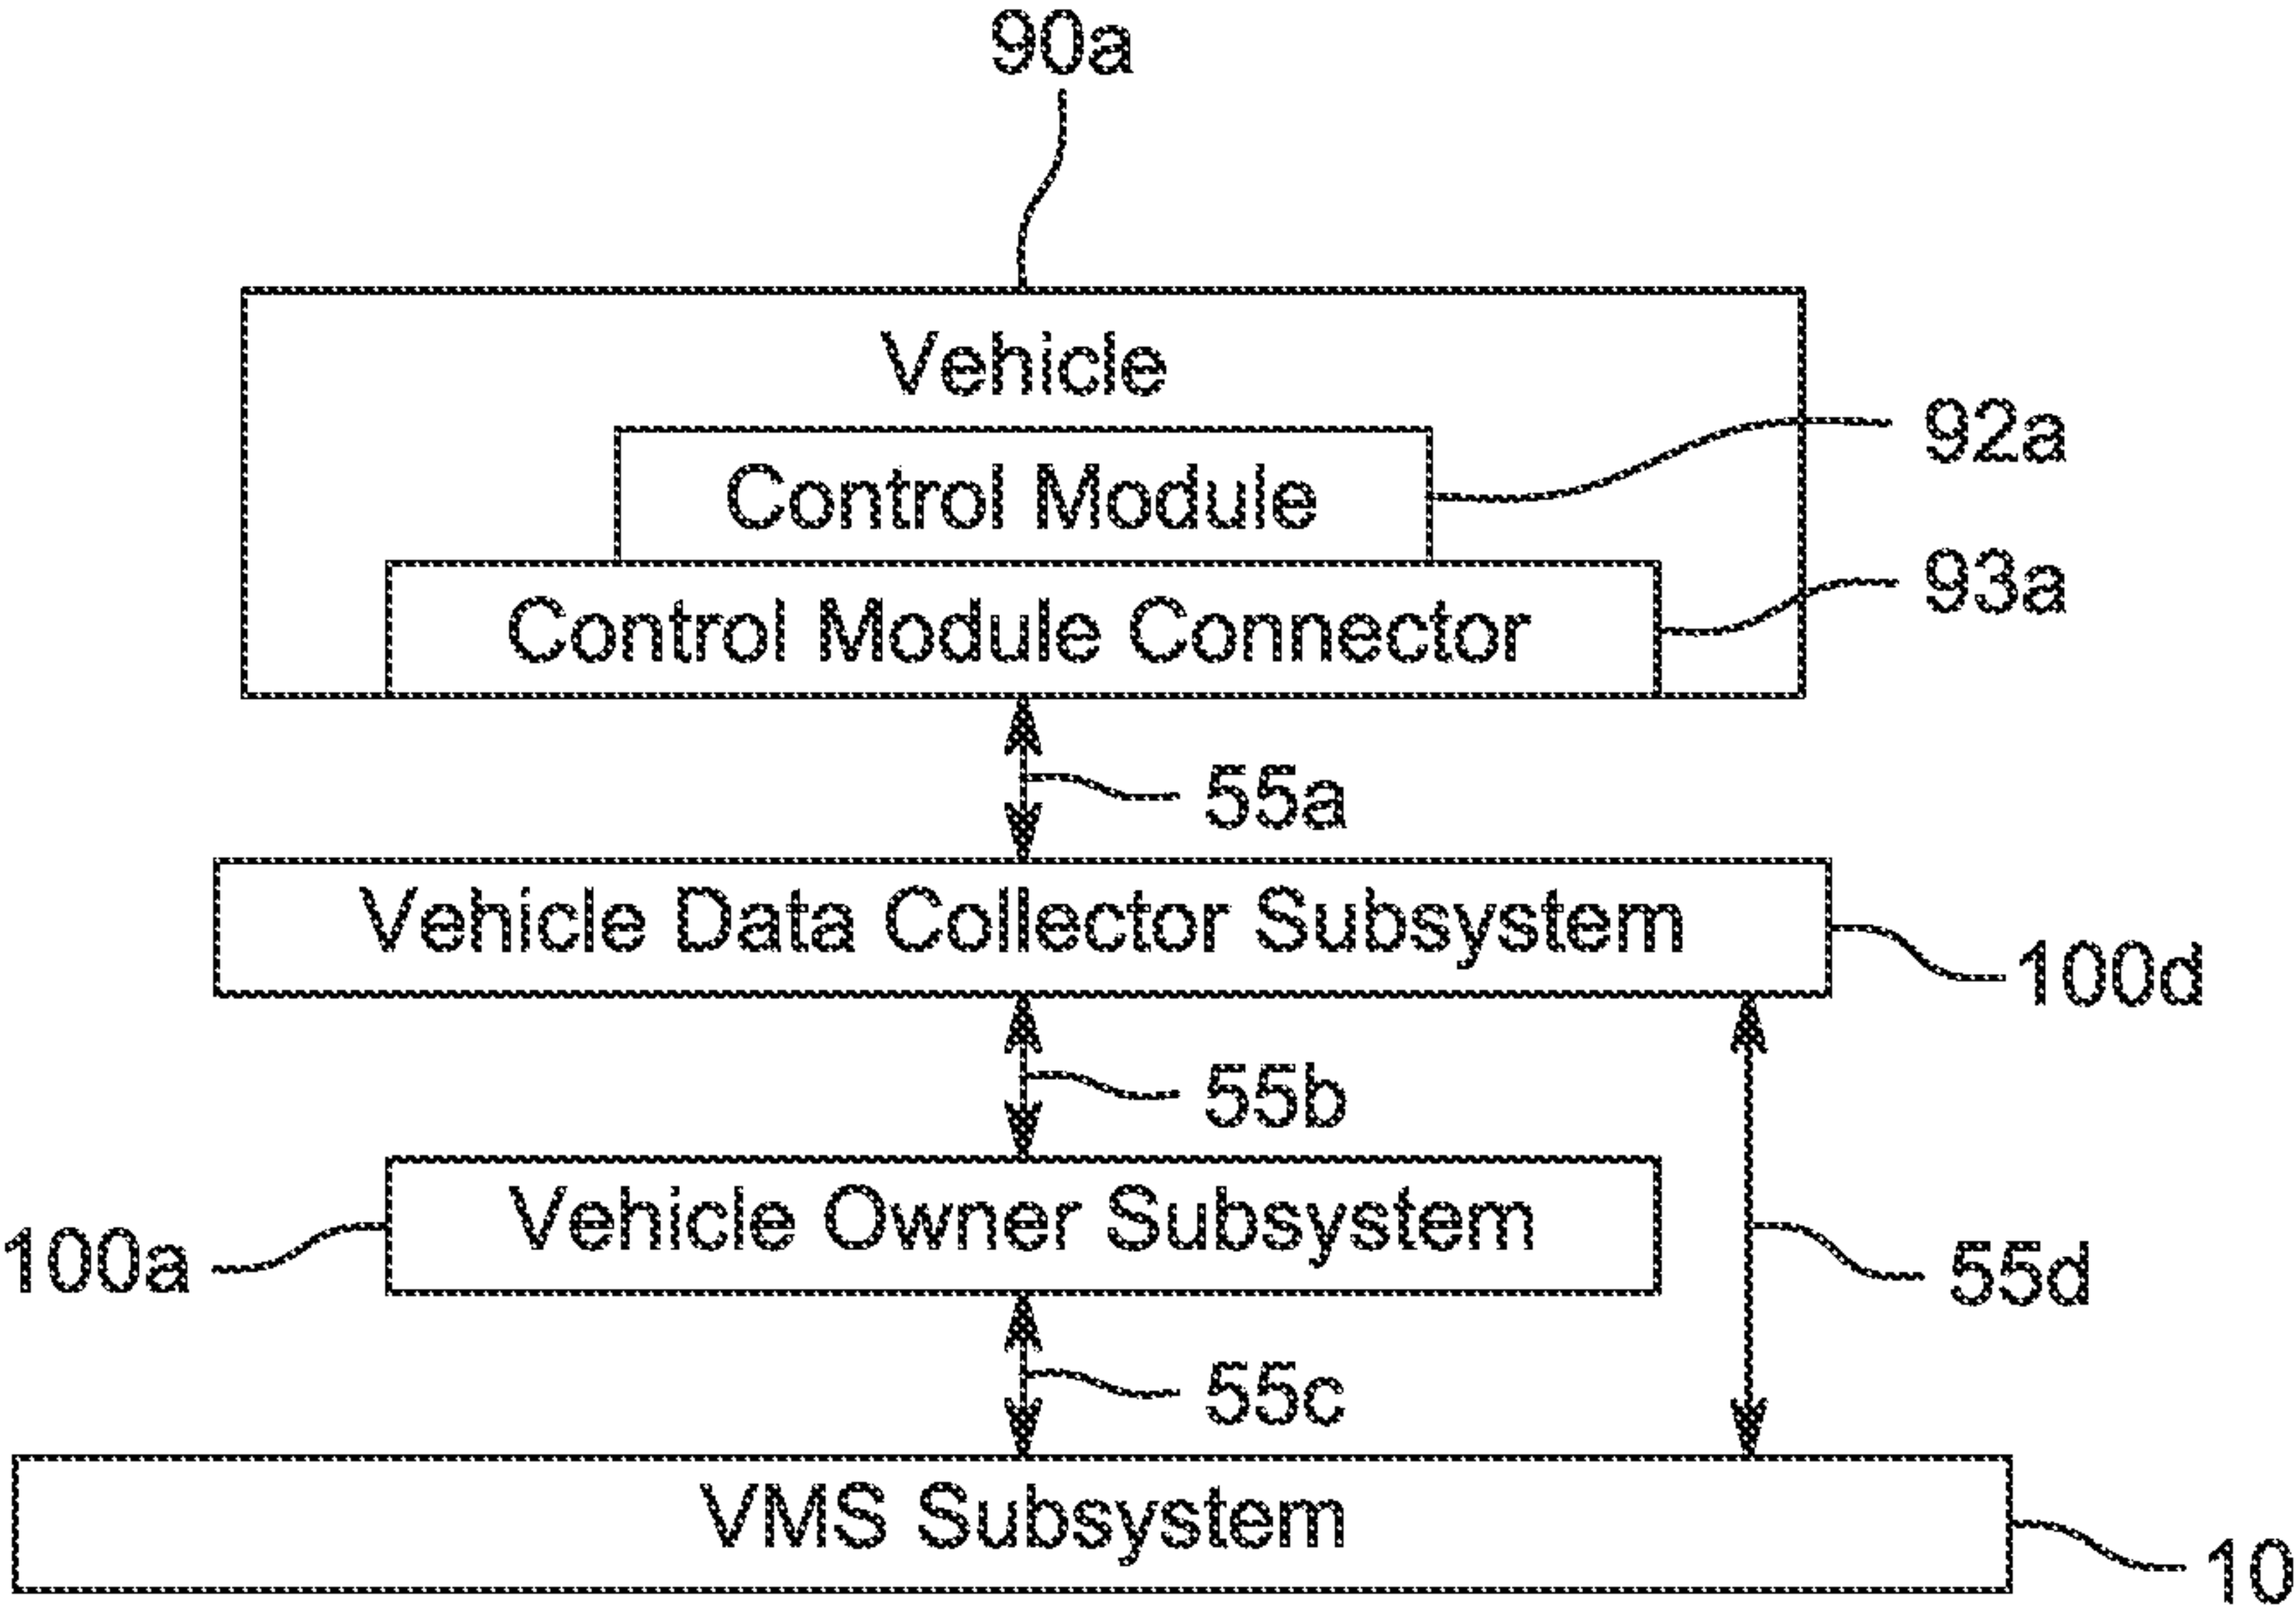 90a
Vehicle
92a
Control Module
93a
Control Module Connector
55a
Vehicle Data Collector Subsystem
100d
55b
Vehicle Owner Subsystem
100a
55d
55c
VMS Subsystem
10